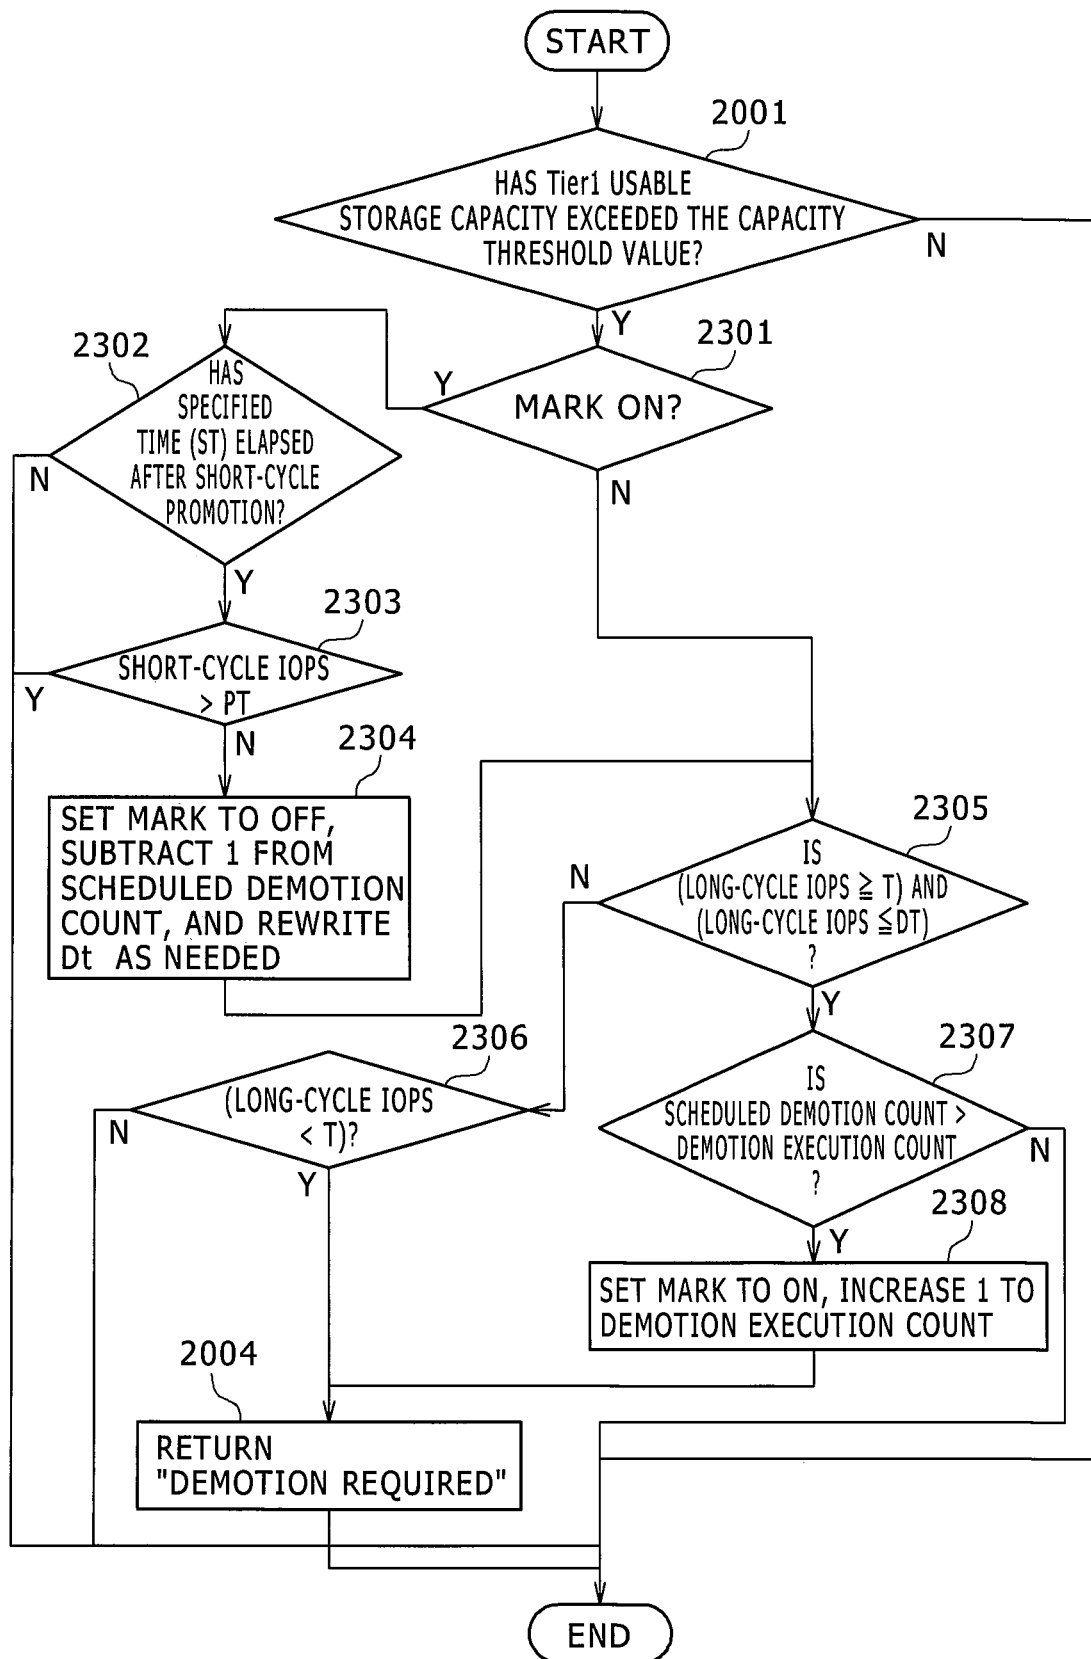 START
2001
HAS Tier1 USABLE
STORAGE CAPACITY EXCEEDED THE CAPACITY
THRESHOLD VALUE?
N
Y
2301
MARK ON?
Y
N
2302
HAS
SPECIFIED
TIME (ST) ELAPSED
AFTER SHORT-CYCLE
PROMOTION?
N
Y
2303
SHORT-CYCLE IOPS
> PT
Y
N
2304
SET MARK TO OFF,
SUBTRACT 1 FROM
SCHEDULED DEMOTION
COUNT, AND REWRITE
Dt AS NEEDED
2305
IS
(LONG-CYCLE IOPS ≧ T) AND
(LONG-CYCLE IOPS ≦DT)
?
N
Y
2306
(LONG-CYCLE IOPS
< T)?
N
Y
2307
IS
SCHEDULED DEMOTION COUNT >
DEMOTION EXECUTION COUNT
?
N
Y
2308
SET MARK TO ON, INCREASE 1 TO
DEMOTION EXECUTION COUNT
2004
RETURN
"DEMOTION REQUIRED"
END